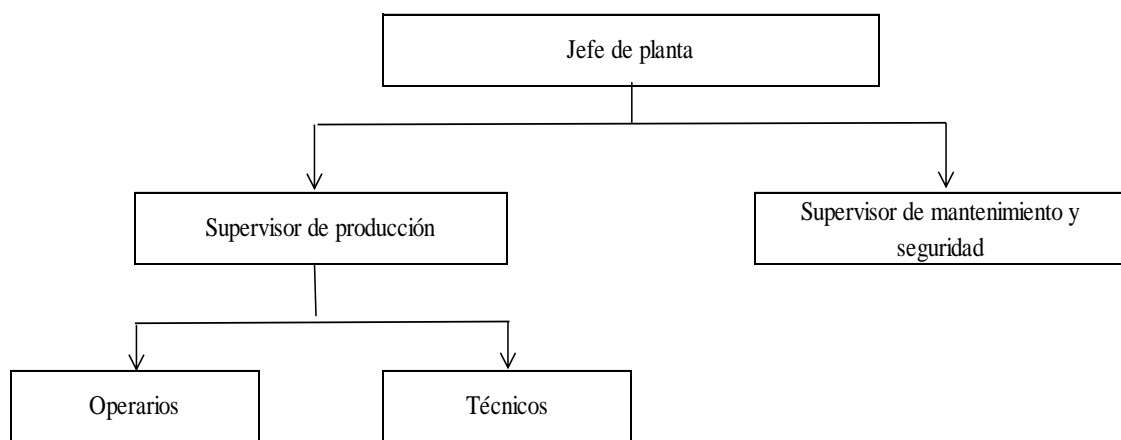 Jefe de planta
Supervisor de producción
Supervisor de mantenimiento y
seguridad
Operarios
Técnicos